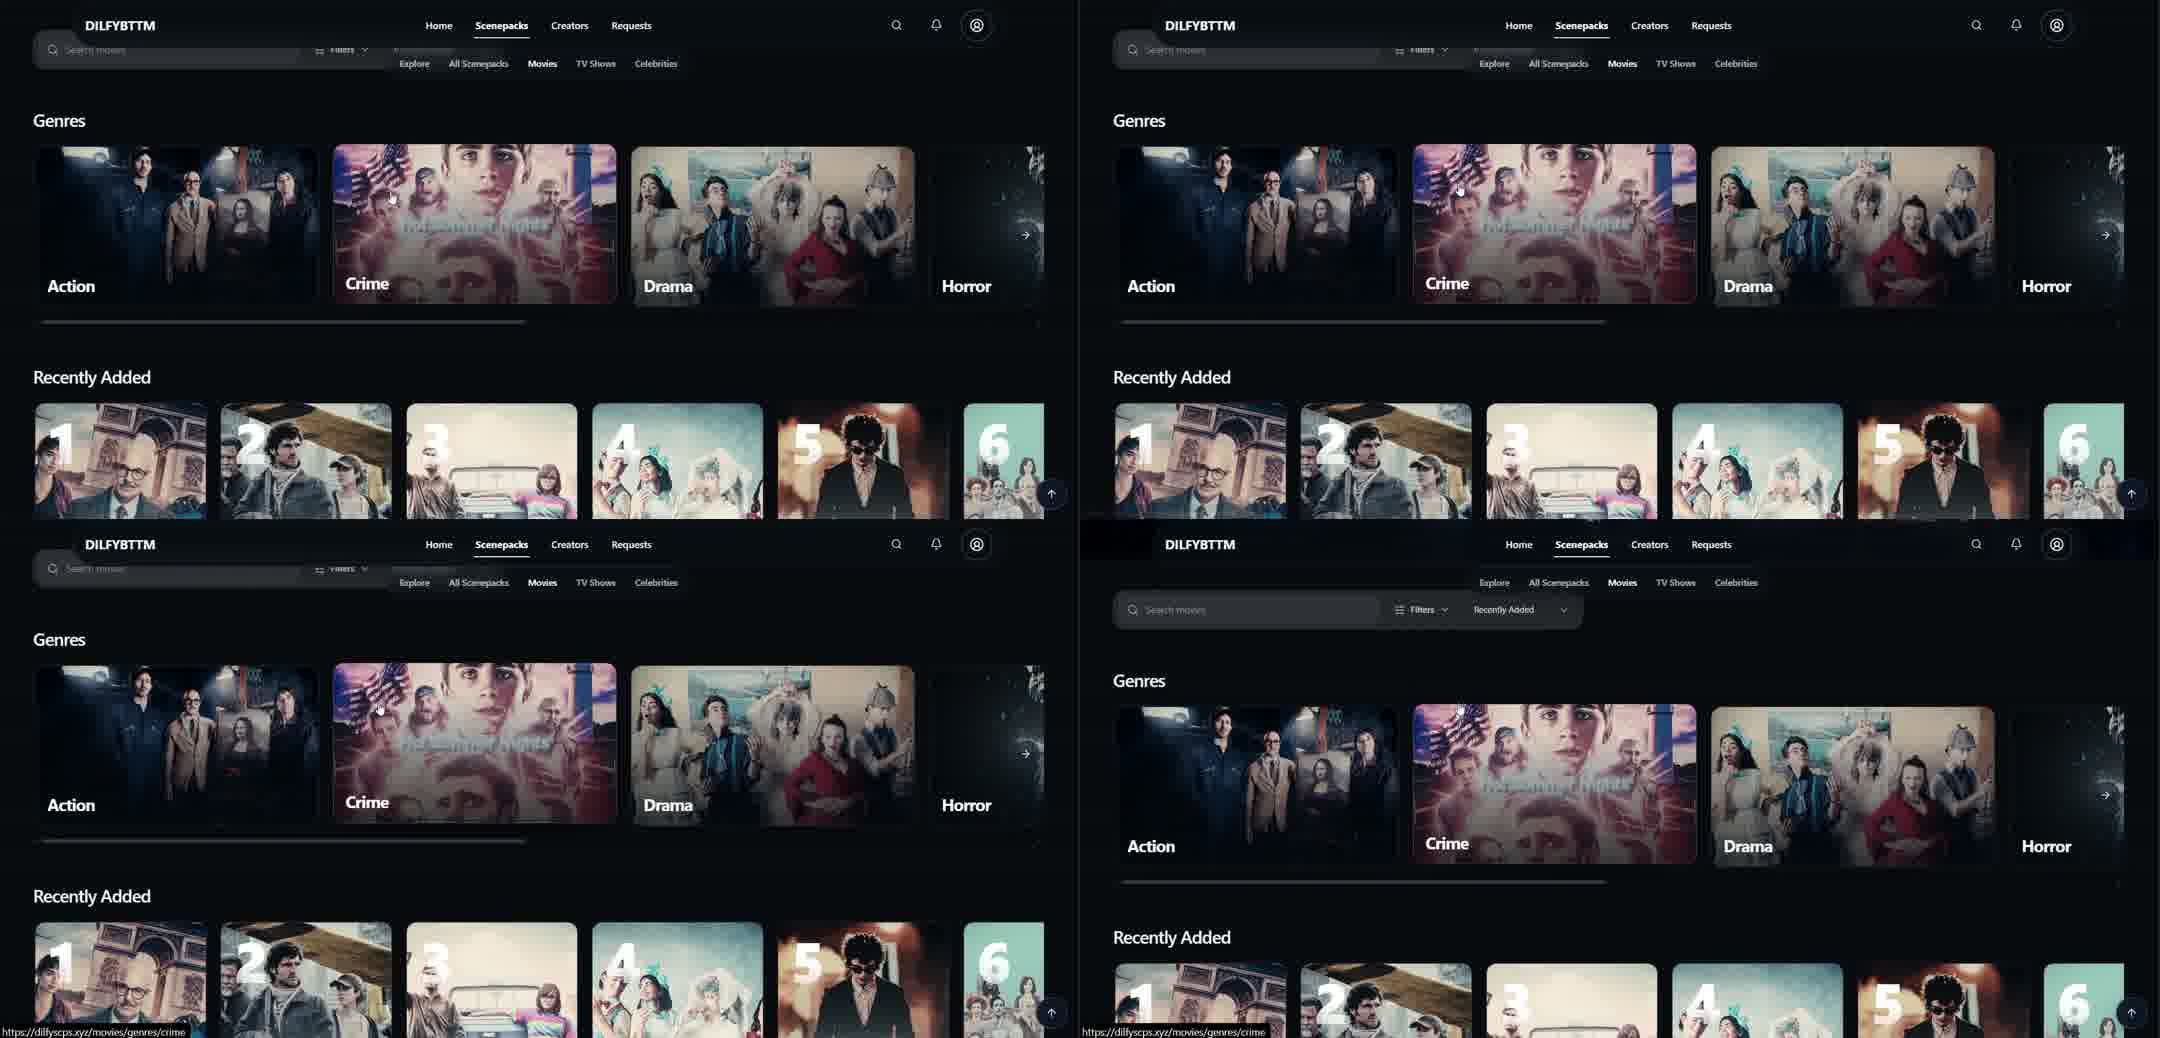 DILFYBTTM Home Scenepacks Creators Requests
Search movies Filters
Explore All Scenepacks Movies TV Shows Celebrities
Genres
Action Crime Drama Horror
Recently Added
1 2 3 4 5 6
DILFYBTTM Home Scenepacks Creators Requests
Search movies Filters
Explore All Scenepacks Movies TV Shows Celebrities
Genres
Action Crime Drama Horror
Recently Added
1 2 3 4 5 6
DILFYBTTM Home Scenepacks Creators Requests
Search movies Filters
Explore All Scenepacks Movies TV Shows Celebrities
Genres
Action Crime Drama Horror
Recently Added
1 2 3 4 5 6
https://dilfyscps.xyz/movies/genres/crime
DILFYBTTM Home Scenepacks Creators Requests
Explore All Scenepacks Movies TV Shows Celebrities
Search movies Filters Recently Added
Genres
Action Crime Drama Horror
Recently Added
1 2 3 4 5 6
https://dilfyscps.xyz/movies/genres/crime